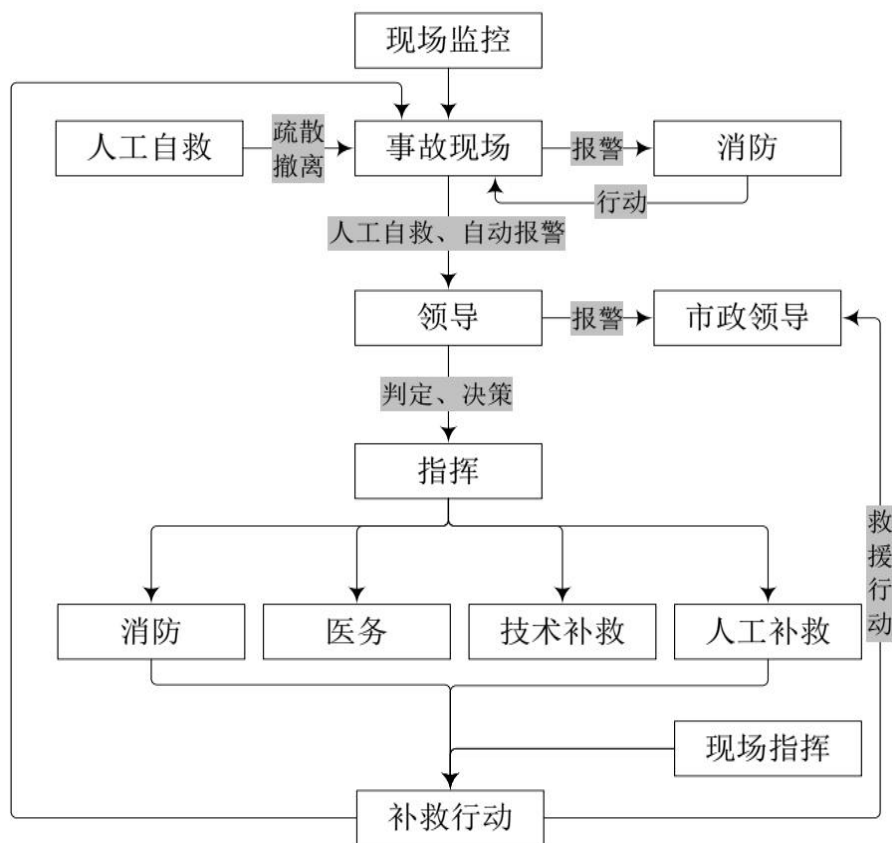 现场监控
人工自救
疏散
撤离
事故现场
报警
消防
行动
人工自救、自动报警
领导
报警
市政领导
判定、决策
指挥
救
援
行
动
消防
医务
技术补救
人工补救
现场指挥
补救行动